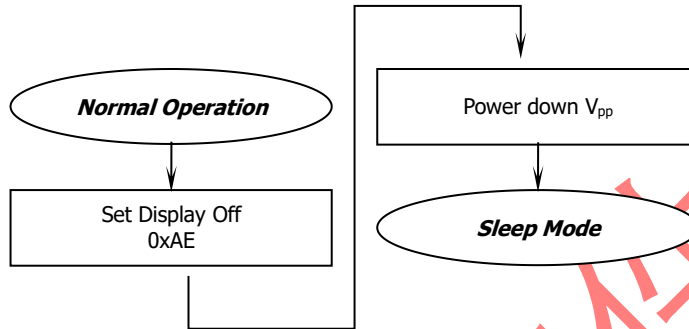 Normal Operation
Set Display Off
0xAE
Power down Vpp
Sleep Mode